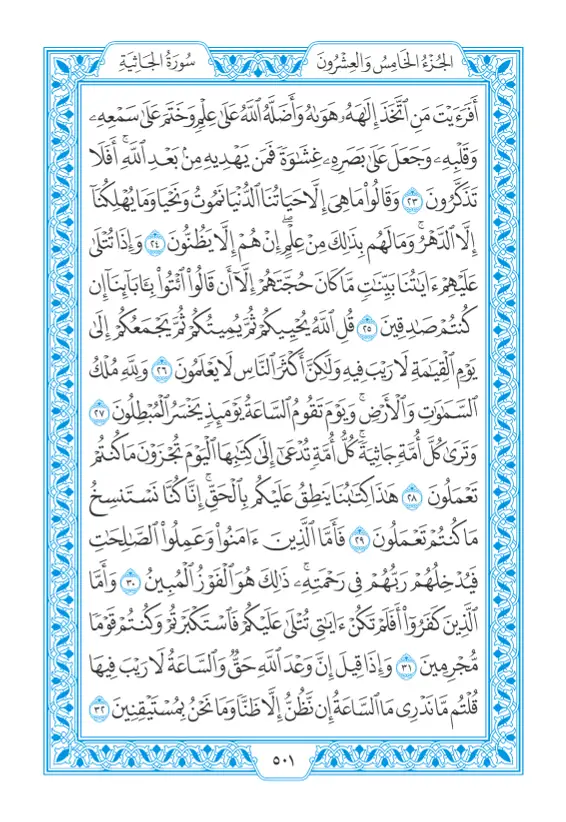 الجُزْءُ الخَامِسُ وَالعِشْرُونَ
سُورَةُ الجَاثِيَةِ
أَفَرَءَيْتَ مَنِ ٱتَّخَذَ إِلَٰهَهُۥ هَوَىٰهُ وَأَضَلَّهُ ٱللَّهُ عَلَىٰ عِلْمٍ وَخَتَمَ عَلَىٰ سَمْعِهِۦ
وَقَلْبِهِۦ وَجَعَلَ عَلَىٰ بَصَرِهِۦ غِشَٰوَةً فَمَن يَهْدِيهِ مِنۢ بَعْدِ ٱللَّهِۚ أَفَلَا
تَذَكَّرُونَ ٢٣ وَقَالُوا۟ مَا هِىَ إِلَّا حَيَاتُنَا ٱلدُّنْيَا نَمُوتُ وَنَحْيَا وَمَا يُهْلِكُنَآ
إِلَّا ٱلدَّهْرُۚ وَمَا لَهُم بِذَٰلِكَ مِنْ عِلْمٍۖ إِنْ هُمْ إِلَّا يَظُنُّونَ ٢٤ وَإِذَا تُتْلَىٰ
عَلَيْهِمْ ءَايَٰتُنَا بَيِّنَٰتٍ مَّا كَانَ حُجَّتَهُمْ إِلَّآ أَن قَالُوا۟ ٱئْتُوا۟ بِـَٔابَآئِنَآ إِن
كُنتُمْ صَٰدِقِينَ ٢٥ قُلِ ٱللَّهُ يُحْيِيكُمْ ثُمَّ يُمِيتُكُمْ ثُمَّ يَجْمَعُكُمْ إِلَىٰ
يَوْمِ ٱلْقِيَٰمَةِ لَا رَيْبَ فِيهِ وَلَٰكِنَّ أَكْثَرَ ٱلنَّاسِ لَا يَعْلَمُونَ ٢٦ وَلِلَّهِ مُلْكُ
ٱلسَّمَٰوَٰتِ وَٱلْأَرْضِۚ وَيَوْمَ تَقُومُ ٱلسَّاعَةُ يَوْمَئِذٍ يَخْسَرُ ٱلْمُبْطِلُونَ ٢٧
وَتَرَىٰ كُلَّ أُمَّةٍ جَاثِيَةًۚ كُلُّ أُمَّةٍ تُدْعَىٰٓ إِلَىٰ كِتَٰبِهَا ٱلْيَوْمَ تُجْزَوْنَ مَا كُنتُمْ
تَعْمَلُونَ ٢٨ هَٰذَا كِتَٰبُنَا يَنطِقُ عَلَيْكُم بِٱلْحَقِّۚ إِنَّا كُنَّا نَسْتَنسِخُ
مَا كُنتُمْ تَعْمَلُونَ ٢٩ فَأَمَّا ٱلَّذِينَ ءَامَنُوا۟ وَعَمِلُوا۟ ٱلصَّٰلِحَٰتِ
فَيُدْخِلُهُمْ رَبُّهُمْ فِى رَحْمَتِهِۦۚ ذَٰلِكَ هُوَ ٱلْفَوْزُ ٱلْمُبِينُ ٣٠ وَأَمَّا
ٱلَّذِينَ كَفَرُوٓا۟ أَفَلَمْ تَكُنْ ءَايَٰتِى تُتْلَىٰ عَلَيْكُمْ فَٱسْتَكْبَرْتُمْ وَكُنتُمْ قَوْمًا
مُّجْرِمِينَ ٣١ وَإِذَا قِيلَ إِنَّ وَعْدَ ٱللَّهِ حَقٌّ وَٱلسَّاعَةُ لَا رَيْبَ فِيهَا
قُلْتُم مَّا نَدْرِى مَا ٱلسَّاعَةُ إِن نَّظُنُّ إِلَّا ظَنًّا وَمَا نَحْنُ بِمُسْتَيْقِنِينَ ٣٢
٥٠١